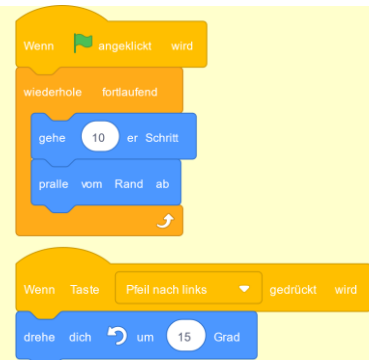 Wenn angeklickt wird
wiederhole fortlaufend
gehe 10 er Schritt
pralle vom Rand ab
Wenn Taste Pfeil nach links gedrückt wird
drehe dich um 15 Grad